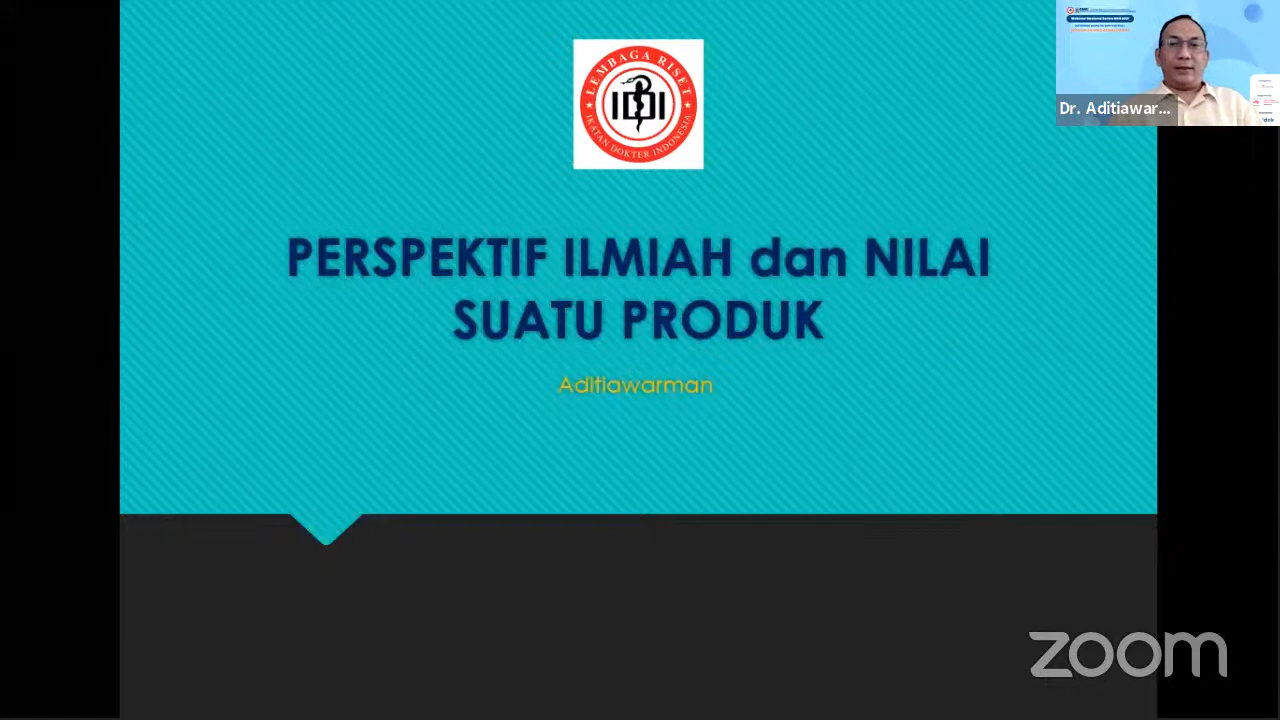 LEMBAGA RISET
IDI
IKATAN DOKTER INDONESIA
PERSPEKTIF ILMIAH dan NILAI
SUATU PRODUK
Aditiawarman
Dr. Aditiawar...
zoom